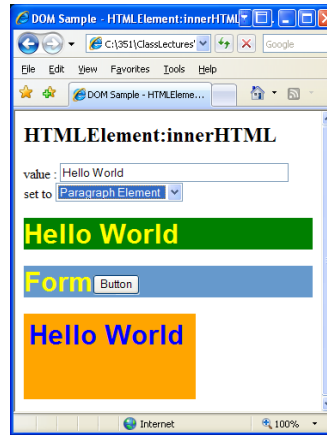 DOM Sample - HTMLElement:innerHTML
C:\351\ClassLectures'
Google
File Edit View Favorites Tools Help
DOM Sample - HTMLEleme...
HTMLElement:innerHTML
value : Hello World
set to Paragraph Element
Hello World
Form Button
Hello World
Internet 100%